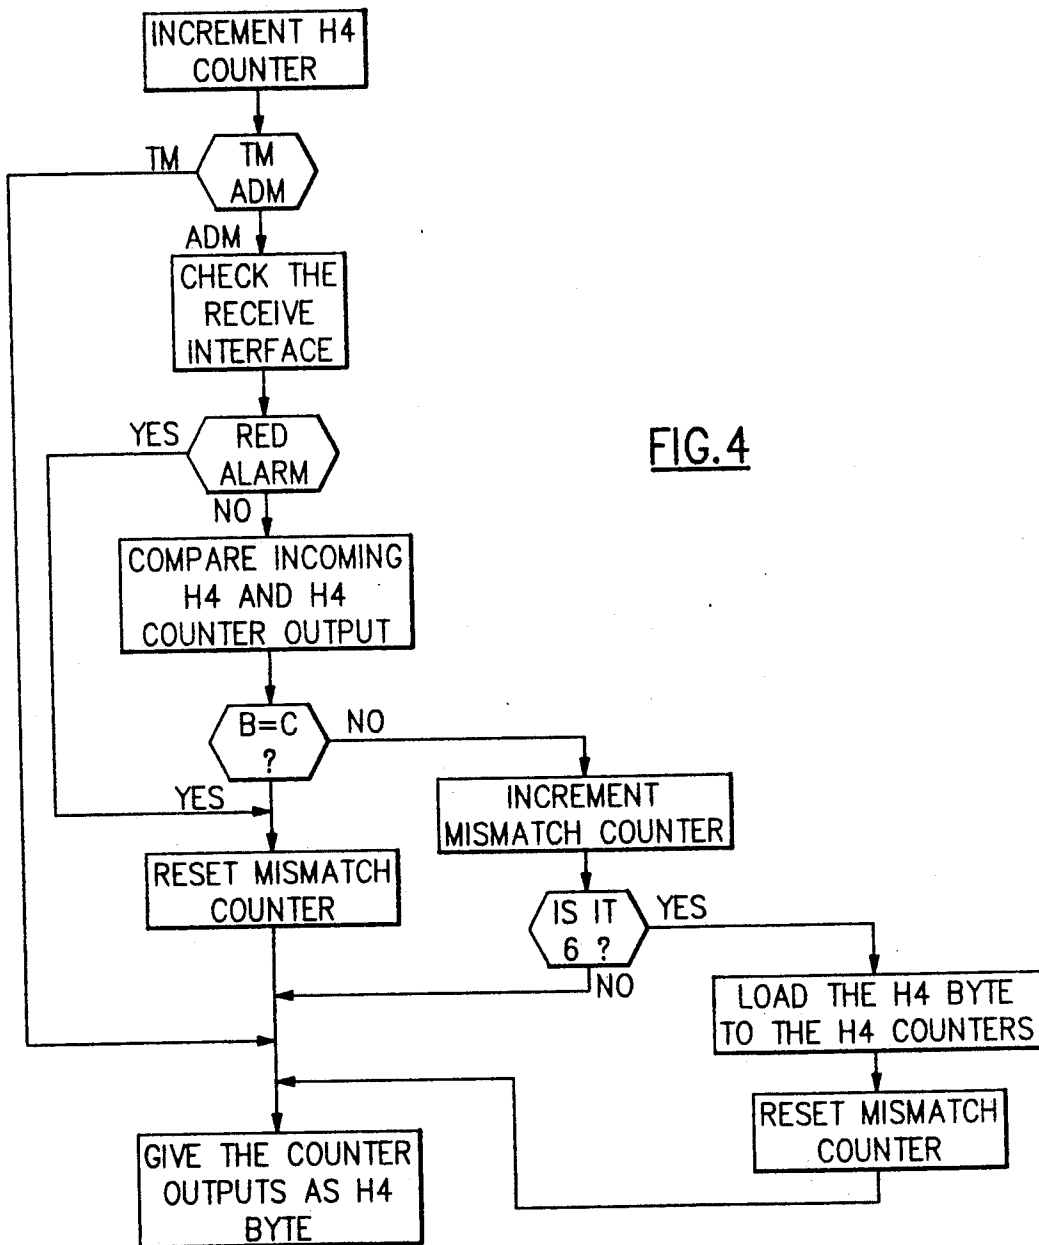 INCREMENT H4
COUNTER
TM
TM
ADM
ADM
CHECK THE
RECEIVE
INTERFACE
YES
RED
ALARM
FIG.4
NO
COMPARE INCOMING
H4 AND H4
COUNTER OUTPUT
B=C
?
NO
YES
INCREMENT
MISMATCH COUNTER
RESET MISMATCH
COUNTER
IS IT
6 ?
YES
NO
LOAD THE H4 BYTE
TO THE H4 COUNTERS
RESET MISMATCH
COUNTER
GIVE THE COUNTER
OUTPUTS AS H4
BYTE